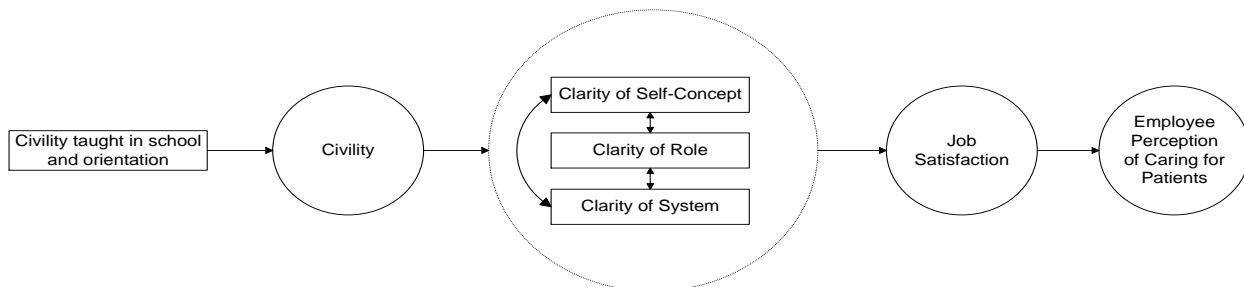 Civility taught in school
and orientation
Civility
Clarity of Self-Concept
Clarity of Role
Clarity of System
Job
Satisfaction
Employee
Perception
of Caring for
Patients